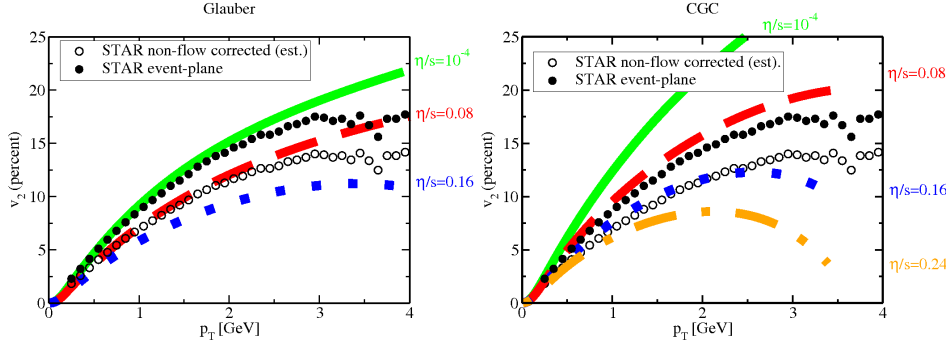 Glauber
25
20
15
10
5
0
v₂ (percent)
STAR non-flow corrected (est.)
STAR event-plane
η/s=10⁻⁴
η/s=0.08
η/s=0.16
0 1 2 3 4
p_T [GeV]
CGC
25
20
15
10
5
0
v₂ (percent)
STAR non-flow corrected (est).
STAR event-plane
η/s=10⁻⁴
η/s=0.08
η/s=0.16
η/s=0.24
0 1 2 3 4
p_T [GeV]